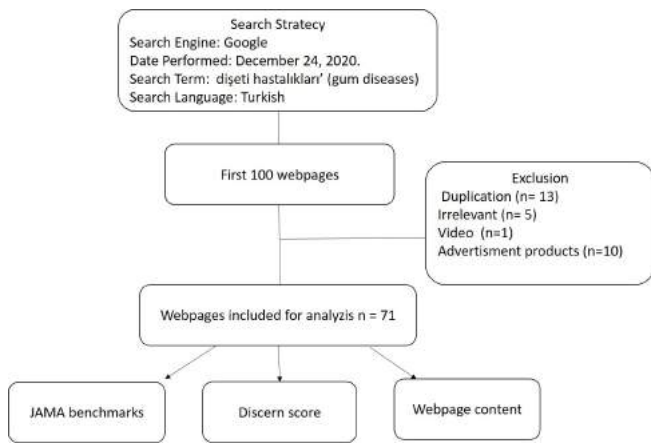 Search Stratecy
Search Engine: Google
Date Performed: December 24, 2020.
Search Term:  dişeti hastalıkları' (gum diseases)
Search Language: Turkish
First 100 webpages
Exclusion
Duplication (n= 13)
Irrelevant (n= 5)
Video  (n=1)
Advertisment products (n=10)
Webpages included for analyzis n = 71
JAMA benchmarks
Discern score
Webpage content